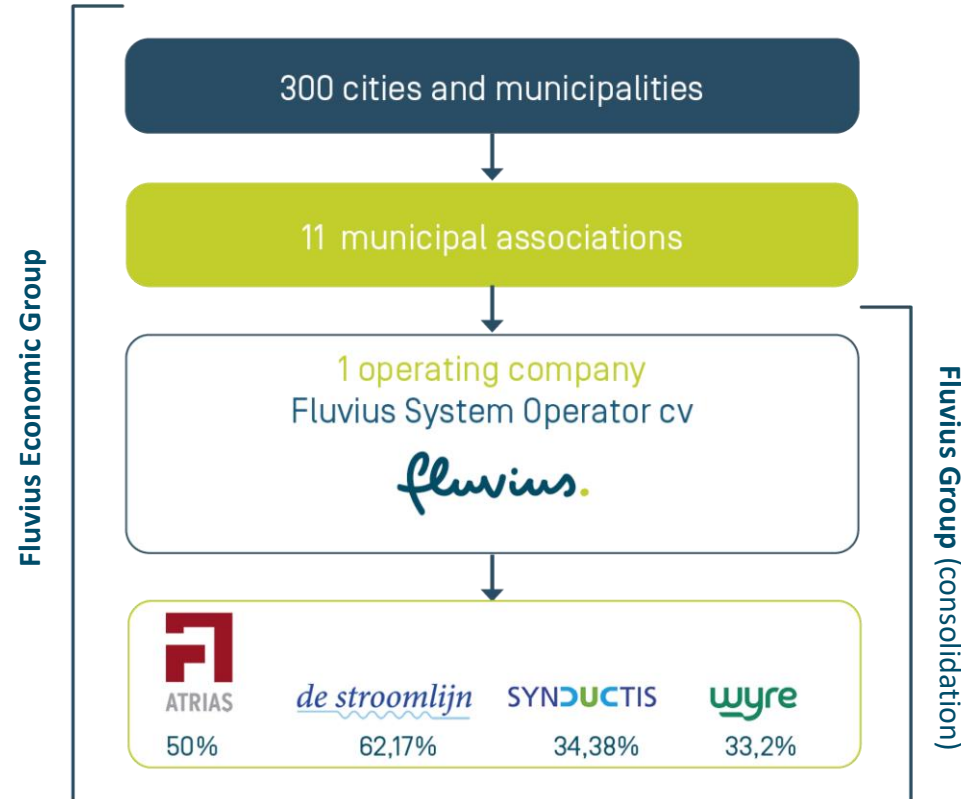 300 cities and municipalities
11 municipal associations
1 operating company
Fluvius System Operator cv
fluvius.
ATRIAS
de stroomlijn
SYNDUCTIS
wyre
50%
62,17%
34,38%
33,2%
Fluvius Economic Group
Fluvius Group (consolidation)